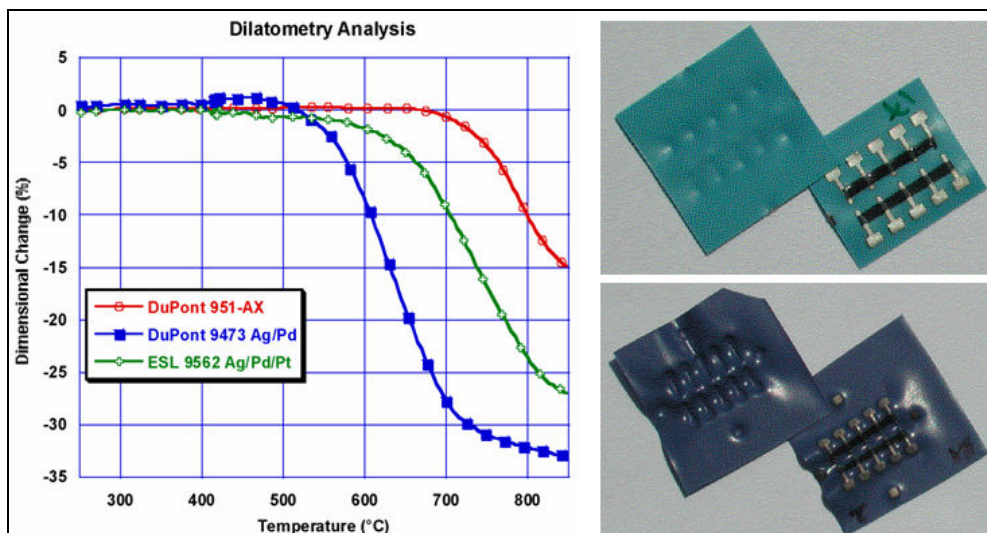 Dilatometry Analysis
5
0
-5
-10
-15
-20
-25
-30
-35
Dimensional Change (%)
DuPont 951-AX
DuPont 9473 Ag/Pd
ESL 9562 Ag/Pd/Pt
300 400 500 600 700 800
Temperature (°C)